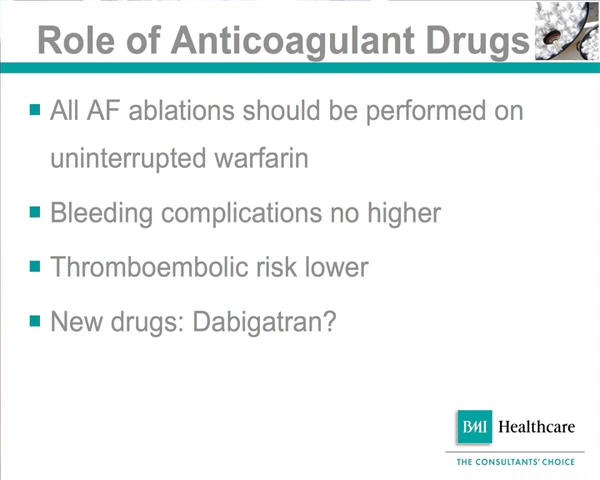 Role of Anticoagulant Drugs
All AF ablations should be performed on
uninterrupted warfarin
Bleeding complications no higher
Thromboembolic risk lower
New drugs: Dabigatran?
BMI Healthcare
THE CONSULTANTS' CHOICE